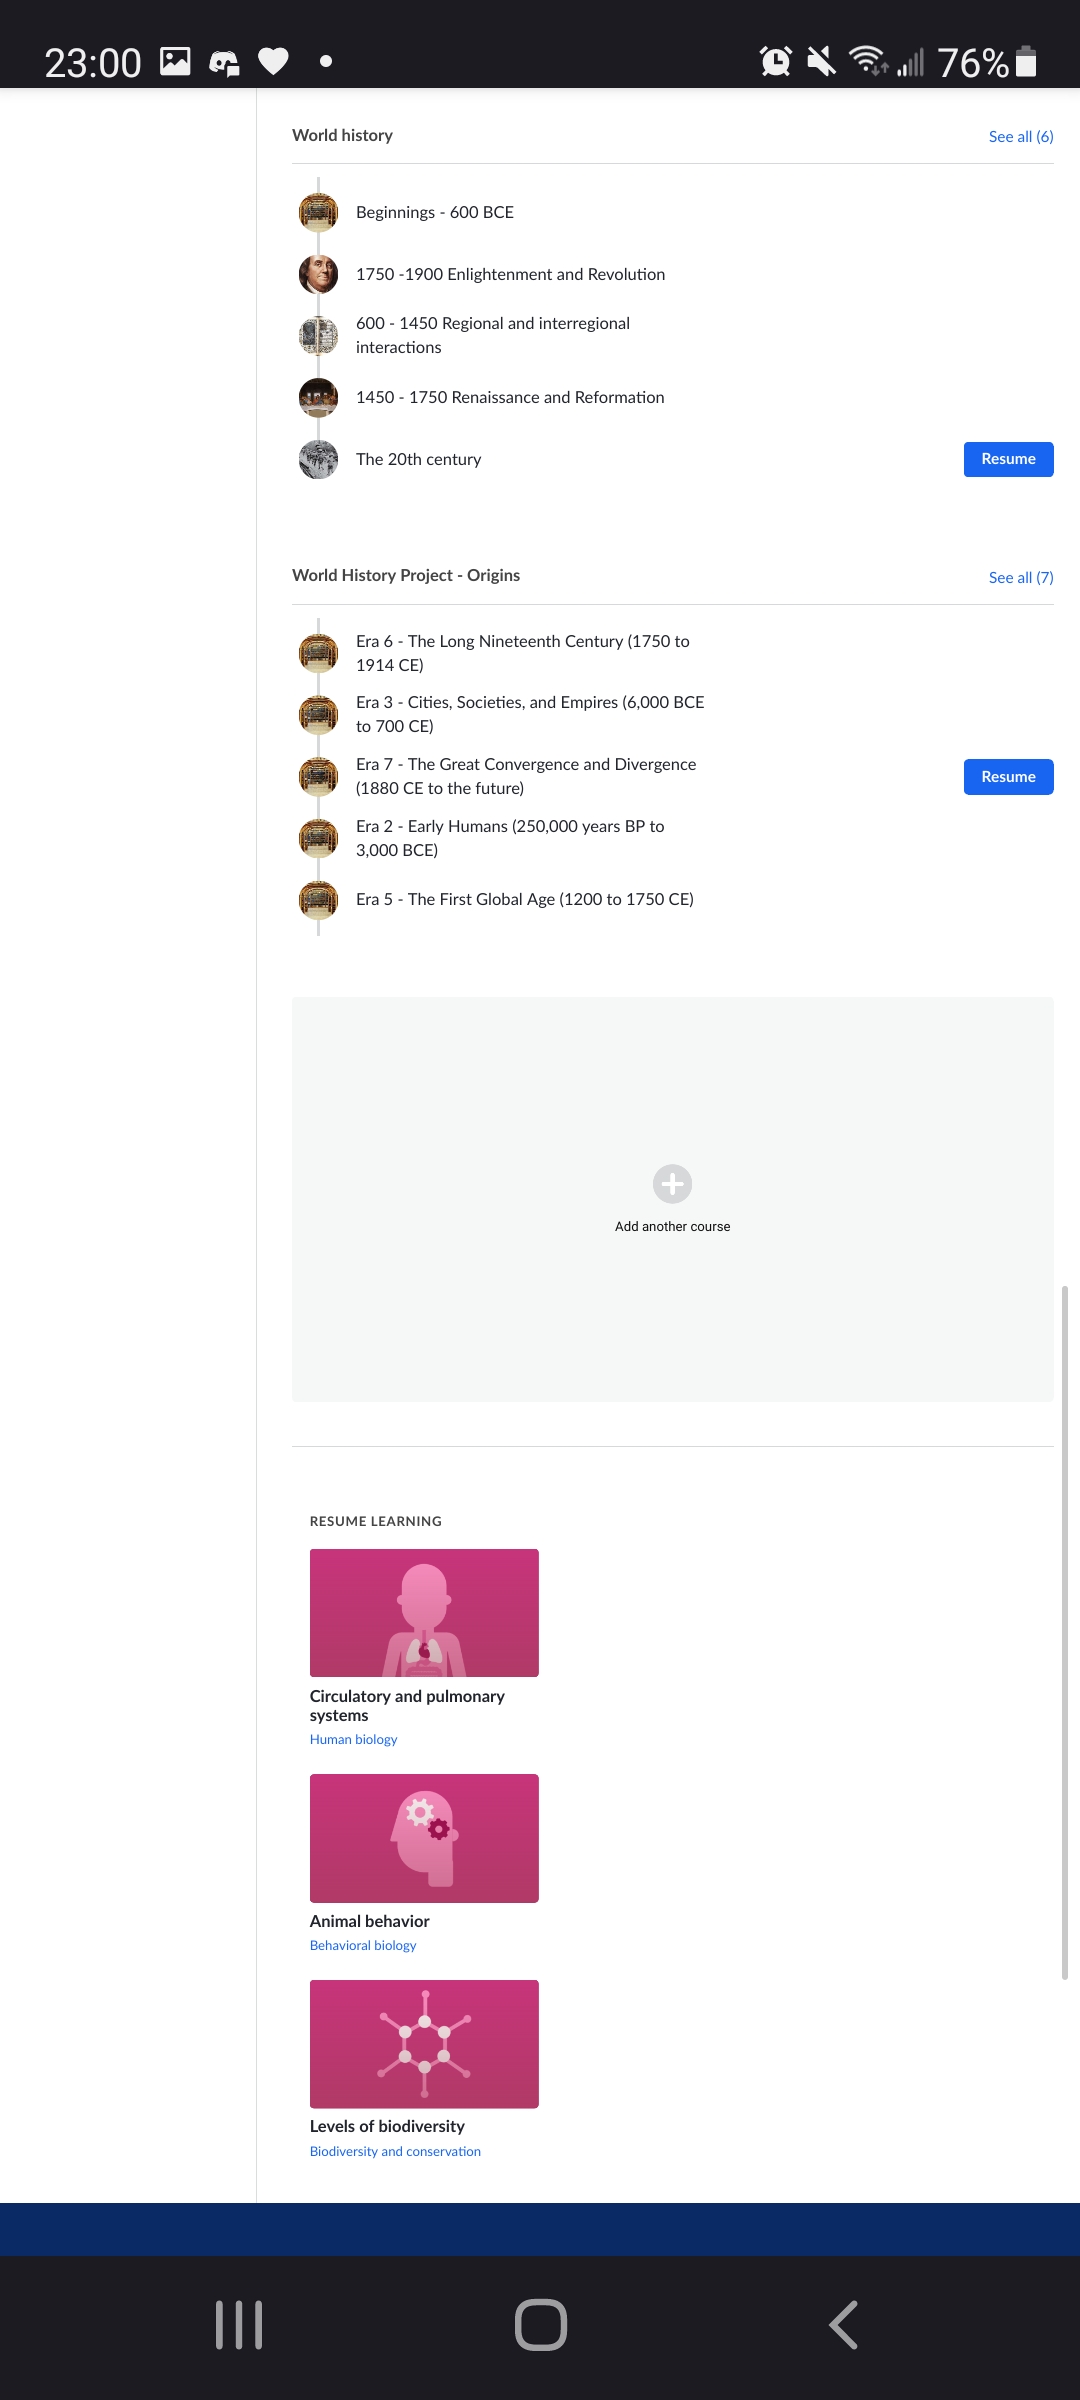 23:00
76%
World history
See all (6)
Beginnings - 600 BCE
1750 -1900 Enlightenment and Revolution
600 - 1450 Regional and interregional
interactions
1450 - 1750 Renaissance and Reformation
The 20th century
Resume
World History Project - Origins
See all (7)
Era 6 - The Long Nineteenth Century (1750 to
1914 CE)
Era 3 - Cities, Societies, and Empires (6,000 BCE
to 700 CE)
Era 7 - The Great Convergence and Divergence
(1880 CE to the future)
Resume
Era 2 - Early Humans (250,000 years BP to
3,000 BCE)
Era 5 - The First Global Age (1200 to 1750 CE)
Add another course
RESUME LEARNING
Circulatory and pulmonary
systems
Human biology
Animal behavior
Behavioral biology
Levels of biodiversity
Biodiversity and conservation